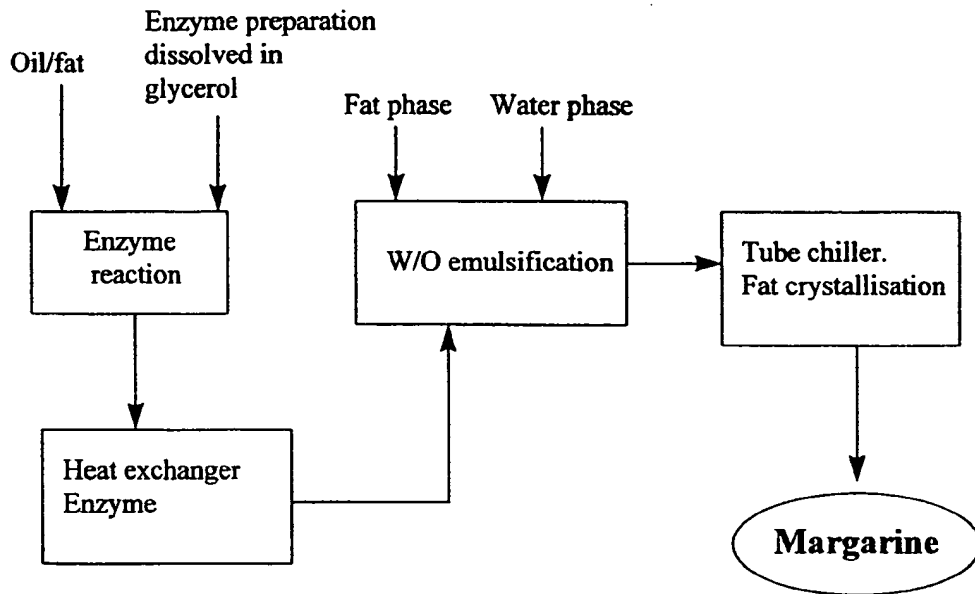 Oil/fat
Enzyme preparation
dissolved in
glycerol
Fat phase
Water phase
Enzyme
reaction
W/O emulsification
Tube chiller.
Fat crystallisation
Heat exchanger
Enzyme
Margarine